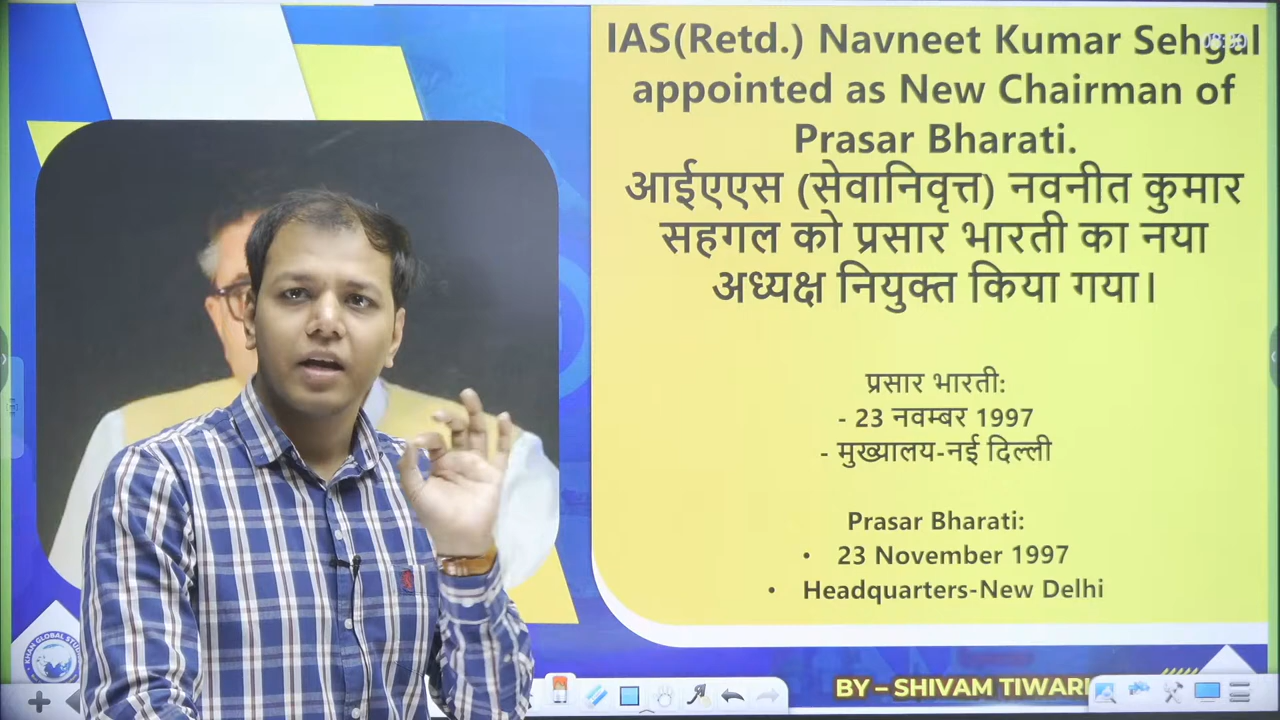 IAS(Retd.) Navneet Kumar Sehgal
appointed as New Chairman of
Prasar Bharati.
आईएएस (सेवानिवृत्त) नवनीत कुमार
सहगल को प्रसार भारती का नया
अध्यक्ष नियुक्त किया गया।
प्रसार भारती:
- 23 नवम्बर 1997
- मुख्यालय-नई दिल्ली
Prasar Bharati:
• 23 November 1997
• Headquarters-New Delhi
KHAN GLOBAL
BY – SHIVAM TIWARI